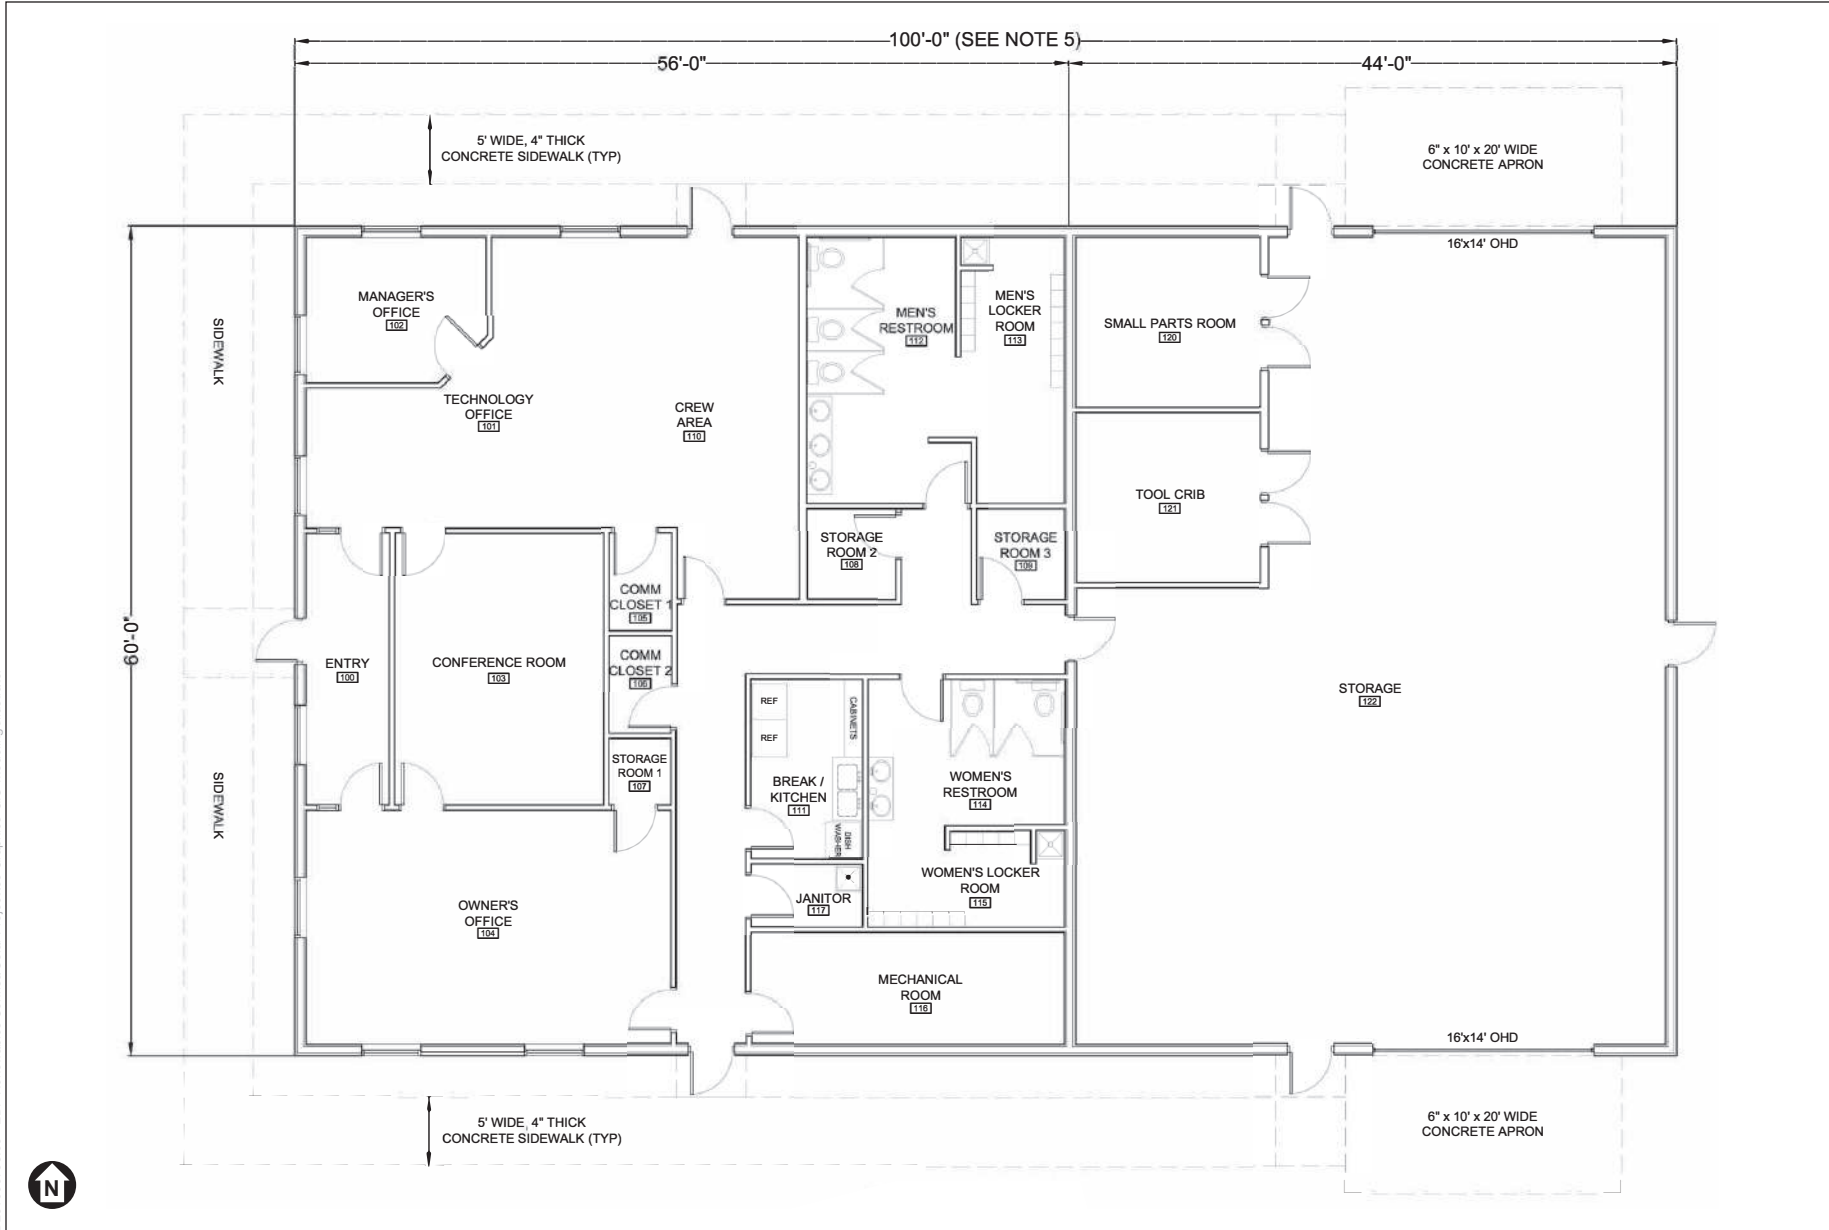 100'-0" (SEE NOTE 5)
56'-0"
44'-0"
5' WIDE, 4" THICK
CONCRETE SIDEWALK (TYP)
6" x 10' x 20' WIDE
CONCRETE APRON
16'x14' OHD
MANAGER'S
OFFICE
102
SIDEWALK
TECHNOLOGY
OFFICE
101
CREW
AREA
110
MEN'S
RESTROOM
112
MEN'S
LOCKER
ROOM
113
SMALL PARTS ROOM
120
TOOL CRIB
121
STORAGE
ROOM 2
108
STORAGE
ROOM 3
109
COMM
CLOSET 1
105
60'-0"
ENTRY
100
CONFERENCE ROOM
103
COMM
CLOSET 2
106
STORAGE
122
REF
REF
CABINETS
STORAGE
ROOM 1
107
BREAK /
KITCHEN
111
DISH
WASHER
WOMEN'S
RESTROOM
114
SIDEWALK
WOMEN'S LOCKER
ROOM
115
JANITOR
117
OWNER'S
OFFICE
104
MECHANICAL
ROOM
116
16'x14' OHD
5' WIDE, 4" THICK
CONCRETE SIDEWALK (TYP)
6" x 10' x 20' WIDE
CONCRETE APRON
N